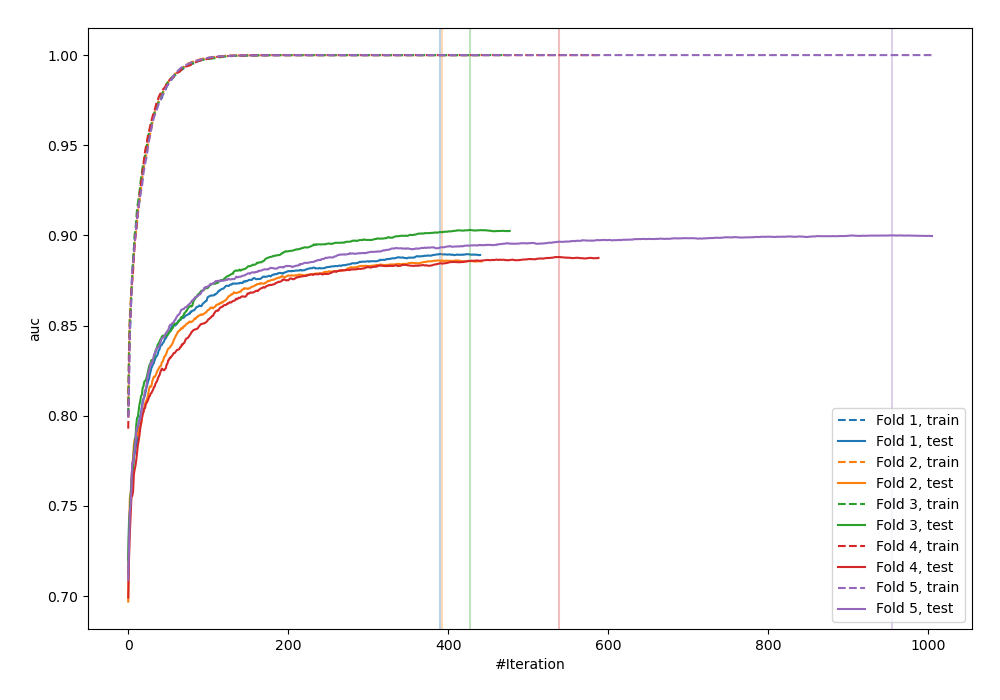 1.00
0.95
0.90
0.85
0.80
0.75
0.70
auc
0
200
400
600
800
1000
#Iteration
Fold 1, train
Fold 1, test
Fold 2, train
Fold 2, test
Fold 3, train
Fold 3, test
Fold 4, train
Fold 4, test
Fold 5, train
Fold 5, test